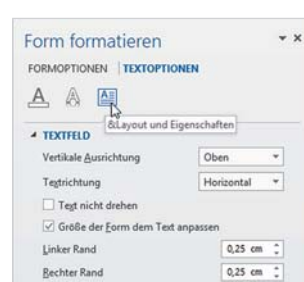 Form formatieren
FORMOPTIONEN TEXTOPTIONEN
A A A
&Layout und Eigenschaften
TEXTFELD
Vertikale Ausrichtung Oben
Textrichtung Horizontal
Text nicht drehen
Größe der Form dem Text anpassen
Linker Rand 0,25 cm
Rechter Rand 0,25 cm